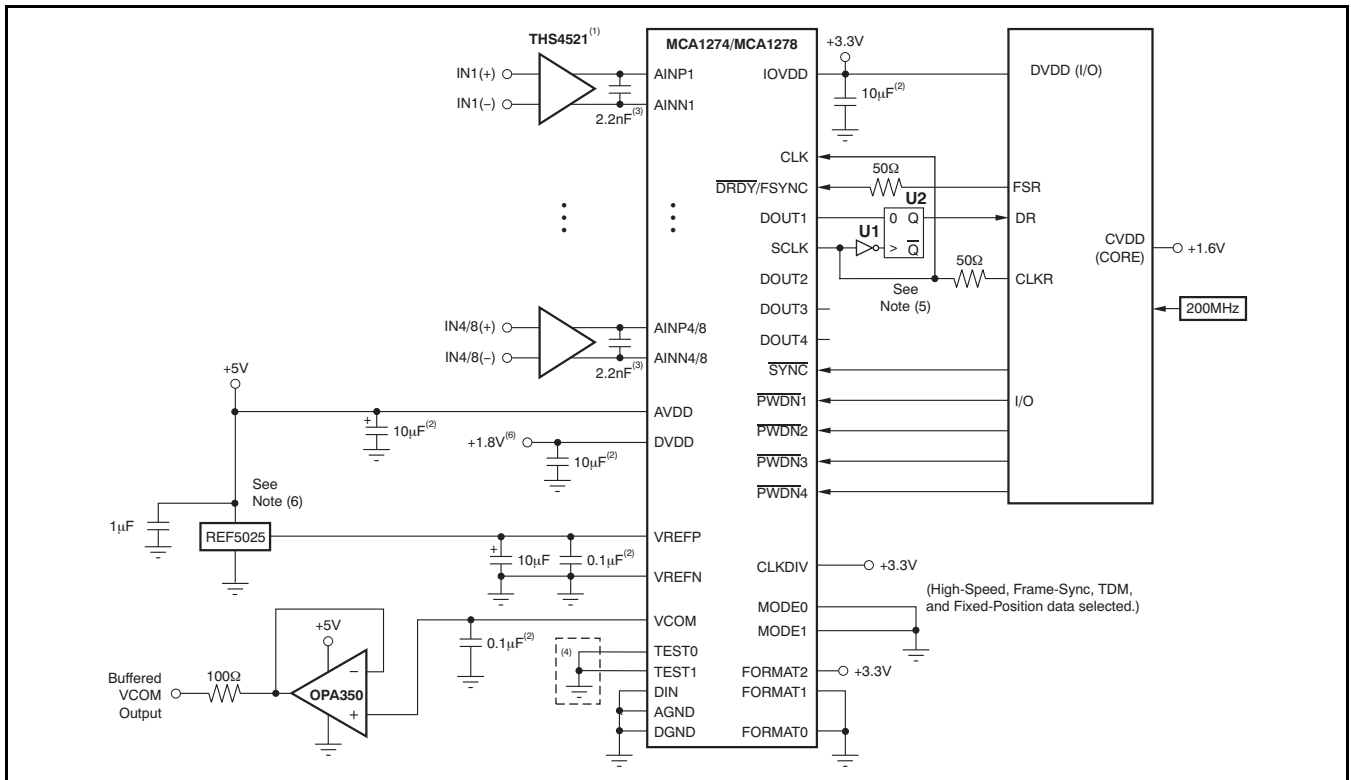 THS4521(1)
MCA1274/MCA1278
+3.3V
IN1(+)
AINP1
IOVDD
DVDD (I/O)
10μF(2)
IN1(−)
AINN1
2.2nF(3)
CLK
50Ω
DRDY/FSYNC
FSR
U2
DOUT1
0 Q
DR
U1
SCLK
> Q
CVDD
(CORE)
+1.6V
50Ω
DOUT2
See
Note (5)
CLKR
DOUT3
200MHz
IN4/8(+)
AINP4/8
DOUT4
IN4/8(−)
AINN4/8
2.2nF(3)
SYNC
+5V
PWDN1
I/O
AVDD
10μF(2)
+
PWDN2
+1.8V(6)
DVDD
10μF(2)
PWDN3
See
Note (6)
PWDN4
1μF
REF5025
VREFP
+
10μF
0.1μF(2)
CLKDIV
+3.3V
VREFN
(High-Speed, Frame-Sync, TDM,
and Fixed-Position data selected.)
MODE0
VCOM
MODE1
+5V
0.1μF(2)
(4)
TEST0
TEST1
FORMAT2
+3.3V
Buffered
VCOM
Output
100Ω
OPA350
−
+
DIN
FORMAT1
AGND
DGND
FORMAT0